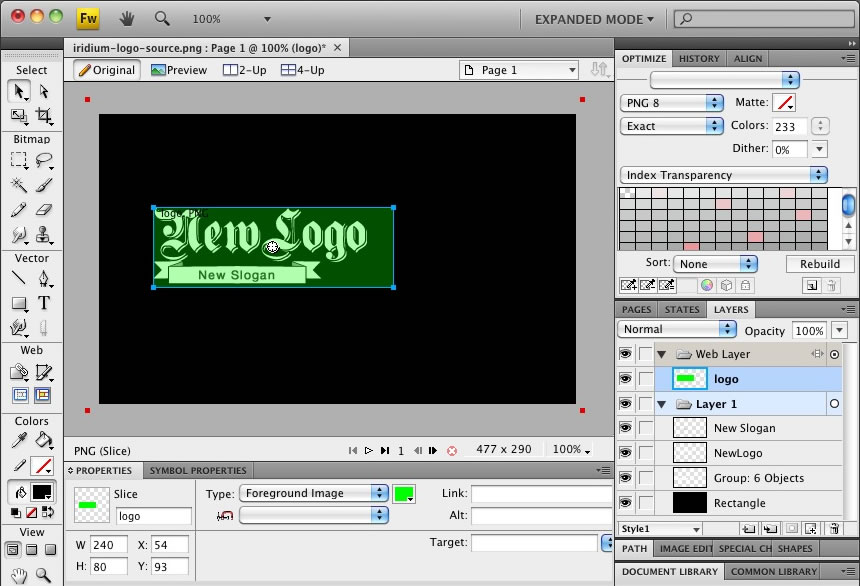 Fw
100%
EXPANDED MODE
iridium-logo-source.png : Page 1 @ 100% (logo)*
Original
Preview
2-Up
4-Up
Page 1
Select
Bitmap
Vector
T
Web
Colors
View
logo PNG
New Logo
New Slogan
PNG (Slice)
1
477 x 290
100%
PROPERTIES
SYMBOL PROPERTIES
Slice
logo
W 240
X: 54
H: 80
Y: 93
Type: Foreground Image
Link:
Alt:
Target:
OPTIMIZE
HISTORY
ALIGN
PNG 8
Matte:
Exact
Colors: 233
Dither: 0%
Index Transparency
Sort: None
Rebuild
PAGES
STATES
LAYERS
Normal
Opacity 100%
Web Layer
logo
Layer 1
New Slogan
NewLogo
Group: 6 Objects
Rectangle
Style1
PATH
IMAGE EDIT
SPECIAL CH
SHAPES
DOCUMENT LIBRARY
COMMON LIBRARY